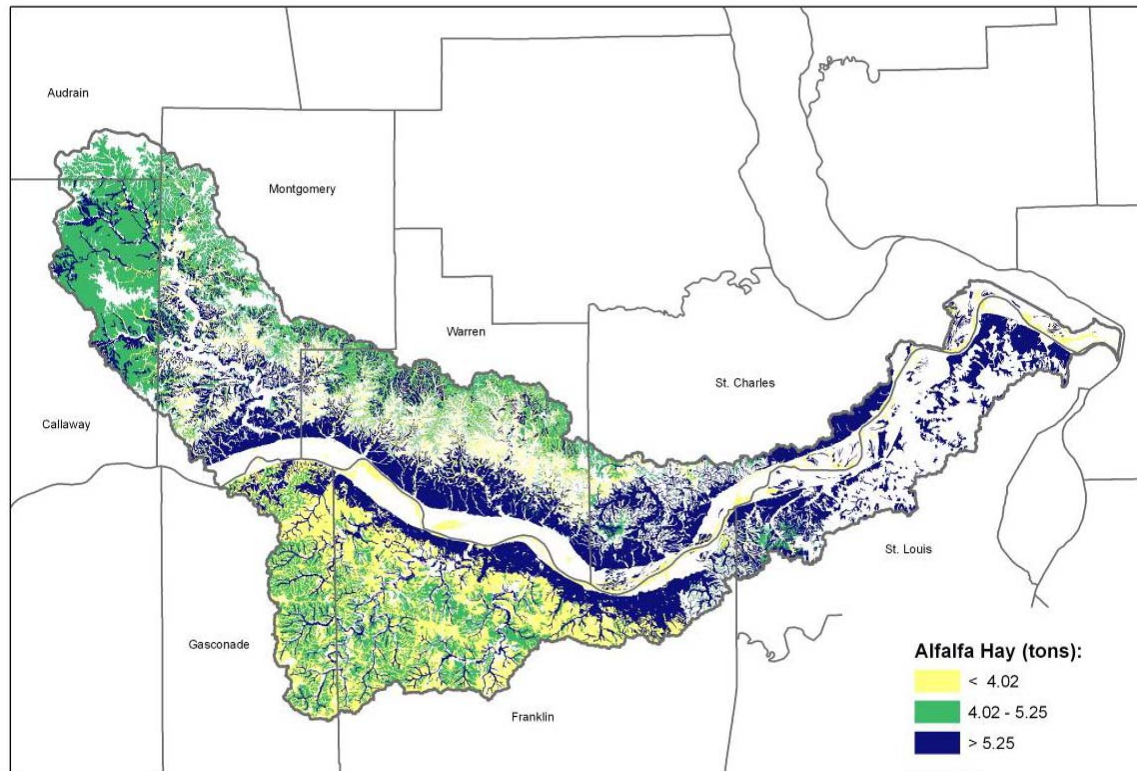 Audrain
Montgomery
Warren
St. Charles
Callaway
St. Louis
Gasconade
Franklin
Alfalfa Hay (tons):
< 4.02
4.02 - 5.25
> 5.25